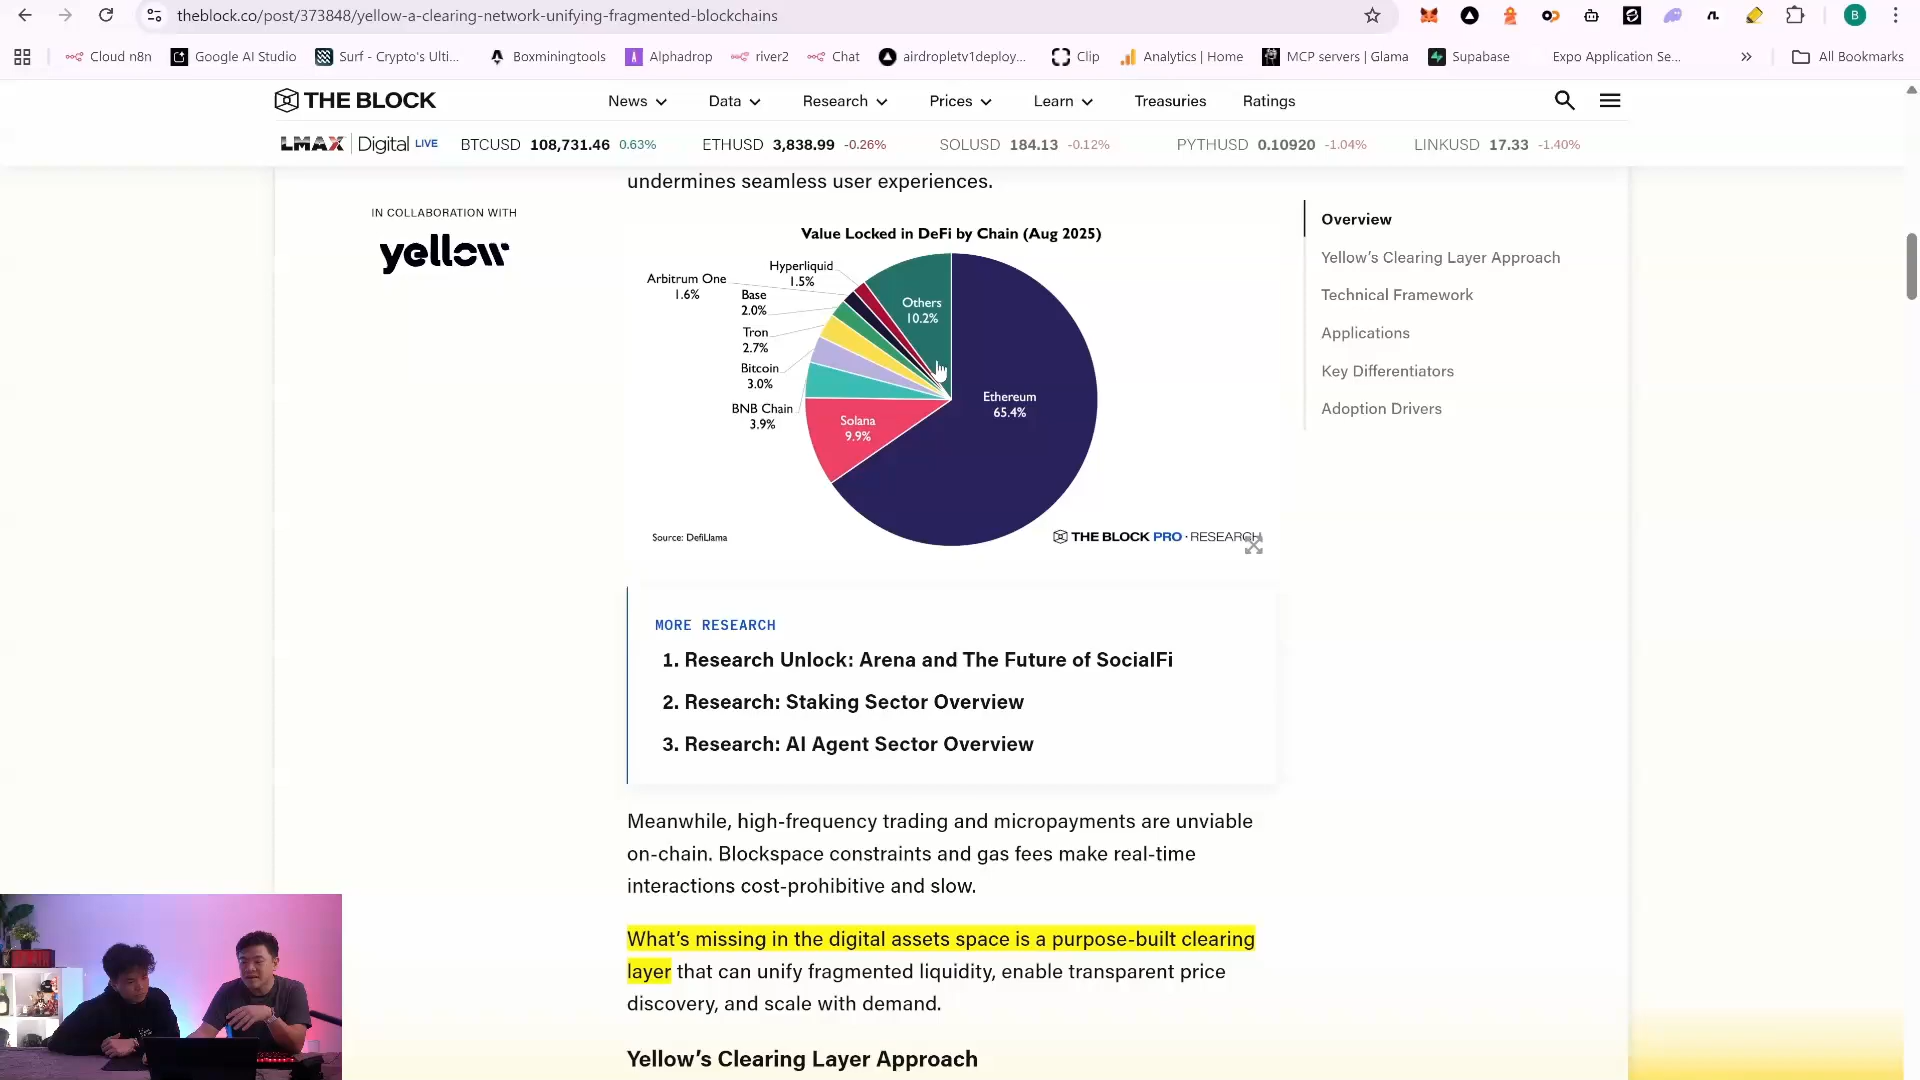 theblock.co/post/373848/yellow-a-clearing-network-unifying-fragmented-blockchains
B
Cloud n8n
Google AI Studio
Surf - Crypto's Ulti...
Boxminingtools
Alphadrop
river2
Chat
airdropletv1deploy...
Clip
Analytics | Home
MCP servers | Glama
Supabase
Expo Application Se...
All Bookmarks
THE BLOCK
News
Data
Research
Prices
Learn
Treasuries
Ratings
LMAX Digital LIVE
BTCUSD 108,731.46 0.63%
ETHUSD 3,838.99 -0.26%
SOLUSD 184.13 -0.12%
PYTHUSD 0.10920 -1.04%
LINKUSD 17.33 -1.40%
undermines seamless user experiences.
IN COLLABORATION WITH
yellow
Value Locked in DeFi by Chain (Aug 2025)
Hyperliquid
1.5%
Arbitrum One
1.6%
Base
2.0%
Tron
2.7%
Bitcoin
3.0%
BNB Chain
3.9%
Others
10.2%
Solana
9.9%
Ethereum
65.4%
Source: DefiLlama
THE BLOCK PRO · RESEARCH
Overview
Yellow's Clearing Layer Approach
Technical Framework
Applications
Key Differentiators
Adoption Drivers
MORE RESEARCH
1. Research Unlock: Arena and The Future of SocialFi
2. Research: Staking Sector Overview
3. Research: AI Agent Sector Overview
Meanwhile, high-frequency trading and micropayments are unviable
on-chain. Blockspace constraints and gas fees make real-time
interactions cost-prohibitive and slow.
What's missing in the digital assets space is a purpose-built clearing
layer that can unify fragmented liquidity, enable transparent price
discovery, and scale with demand.
Yellow's Clearing Layer Approach